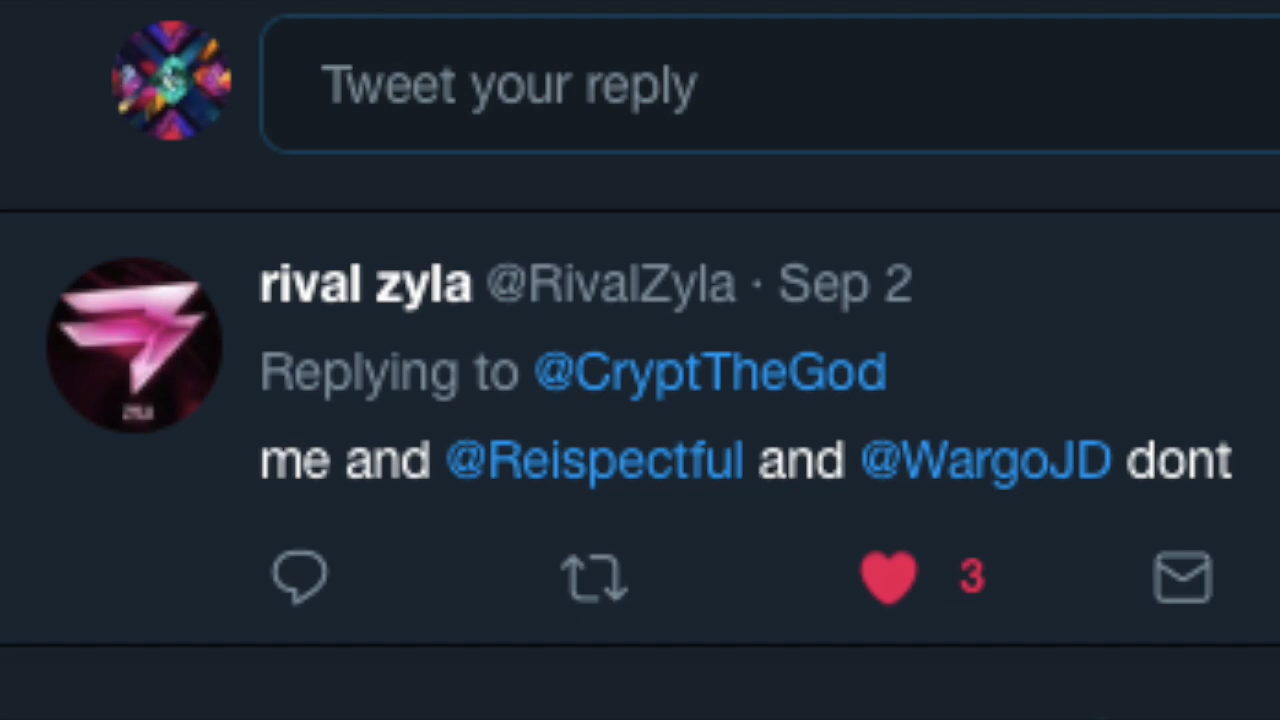 Tweet your reply
rival zyla @RivalZyla · Sep 2
Replying to @CryptTheGod
me and @Reispectful and @WargoJD dont
3